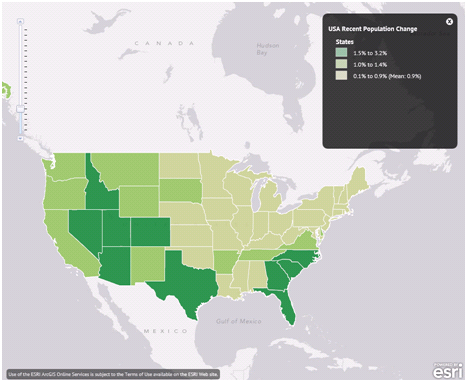 USA Recent Population Change
States
1.5% to 3.2%
1.0% to 1.4%
0.1% to 0.9% (Mean: 0.9%)
CANADA
Hudson
Bay
MEXICO
Gulf of Mexico
Use of the ESRI ArcGIS Online Services is subject to the Terms of Use available on the ESRI Web site.
POWERED BY
esri